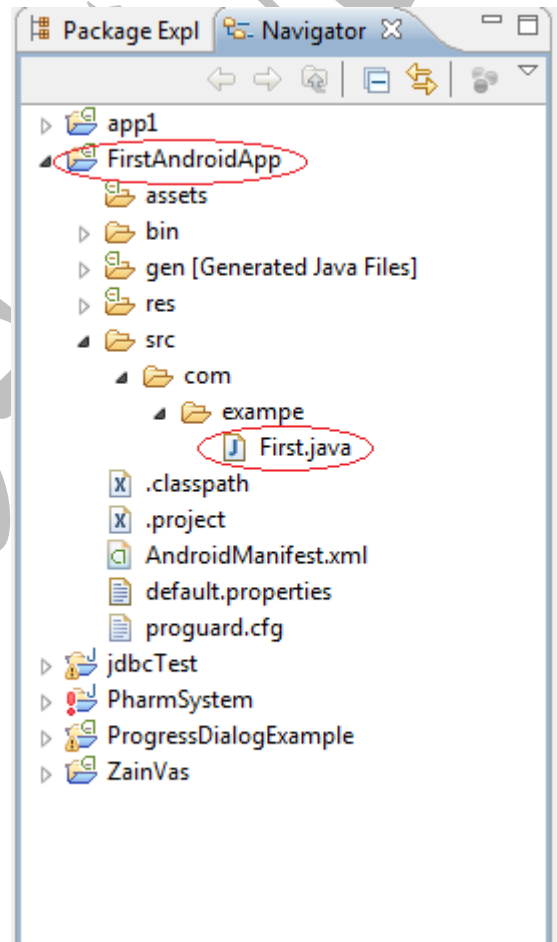 Package Expl Navigator
app1
FirstAndroidApp
assets
bin
gen [Generated Java Files]
res
src
com
exampe
First.java
.classpath
.project
AndroidManifest.xml
default.properties
proguard.cfg
jdbcTest
PharmSystem
ProgressDialogExample
ZainVas